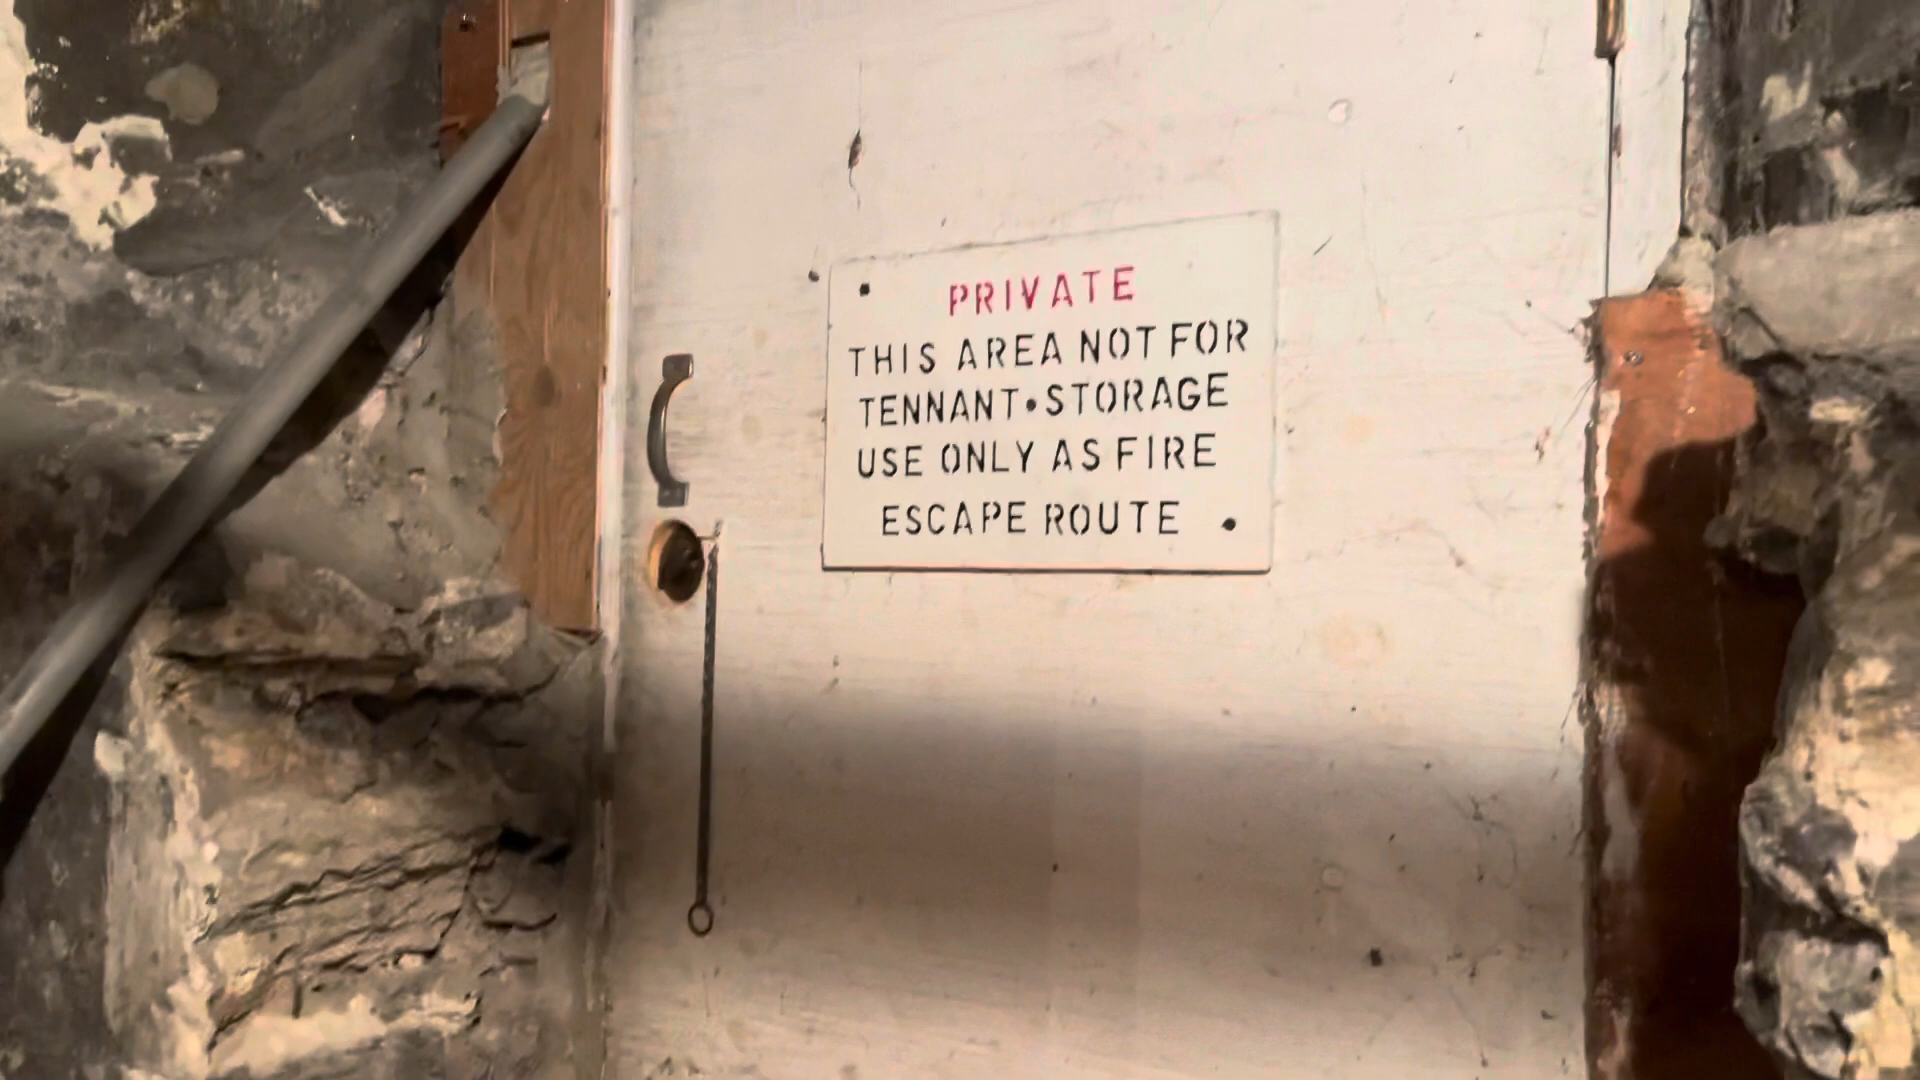 PRIVATE
THIS AREA NOT FOR
TENNANT•STORAGE
USE ONLY AS FIRE
ESCAPE ROUTE